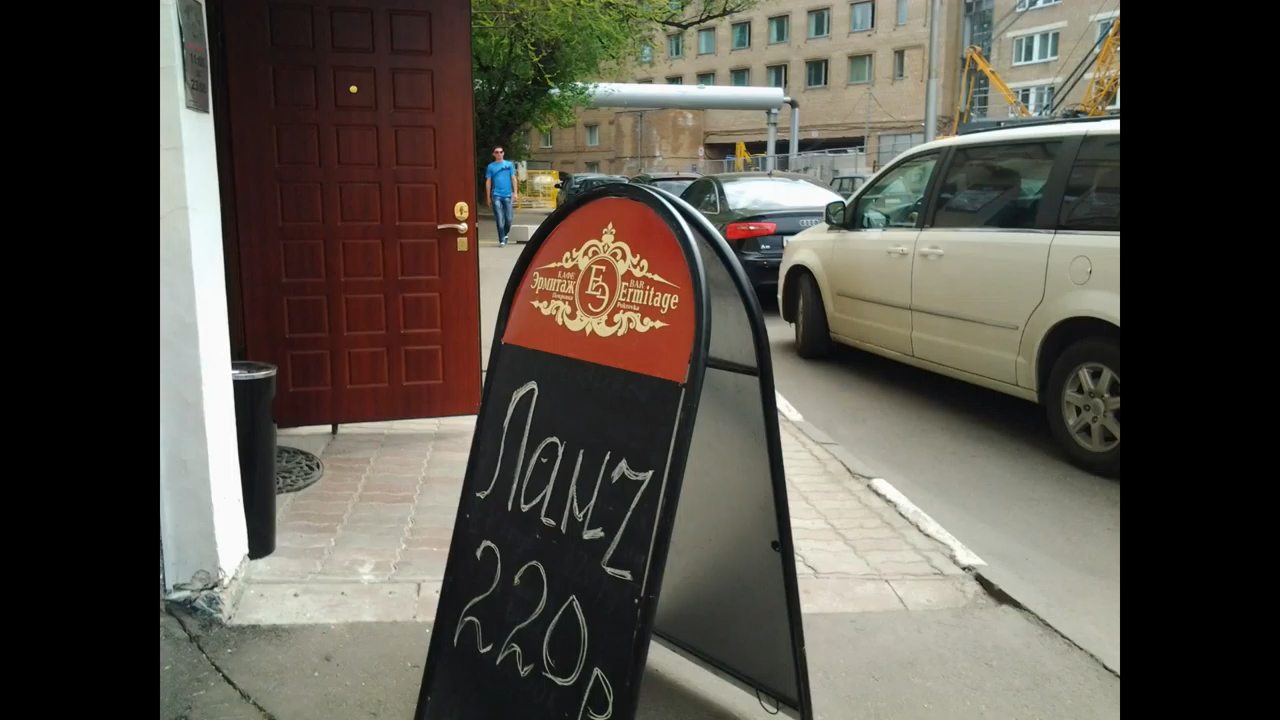 КАФЕ
Эрмитаж
Покровка
BAR
Ermitage
Pokrovka
Ланч
220р